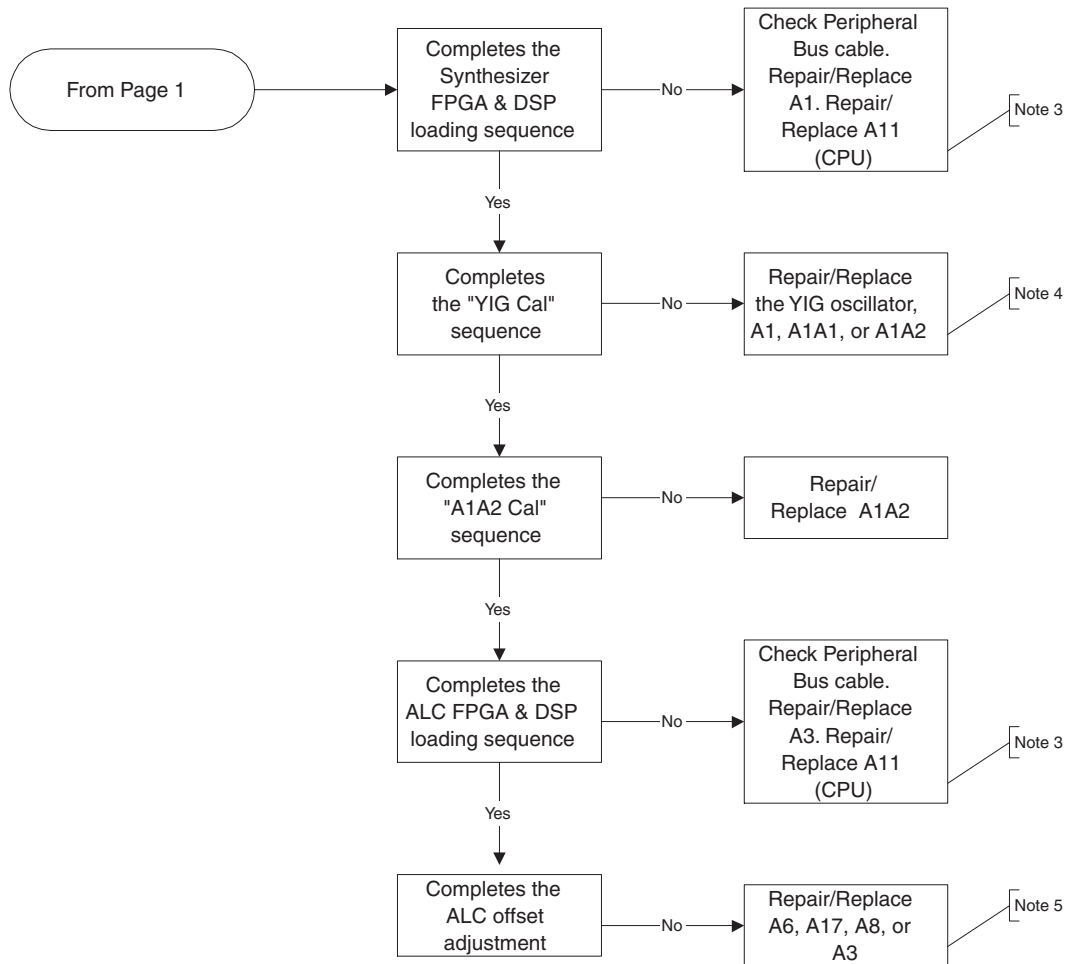 From Page 1
Completes the
Synthesizer
FPGA & DSP
loading sequence
No
Check Peripheral
Bus cable.
Repair/Replace
A1. Repair/
Replace A11
(CPU)
Note 3
Yes
Completes
the "YIG Cal"
sequence
No
Repair/Replace
the YIG oscillator,
A1, A1A1, or A1A2
Note 4
Yes
Completes the
"A1A2 Cal"
sequence
No
Repair/
Replace A1A2
Yes
Completes the
ALC FPGA & DSP
loading sequence
No
Check Peripheral
Bus cable.
Repair/Replace
A3. Repair/
Replace A11
(CPU)
Note 3
Yes
Completes the
ALC offset
adjustment
No
Repair/Replace
A6, A17, A8, or
A3
Note 5